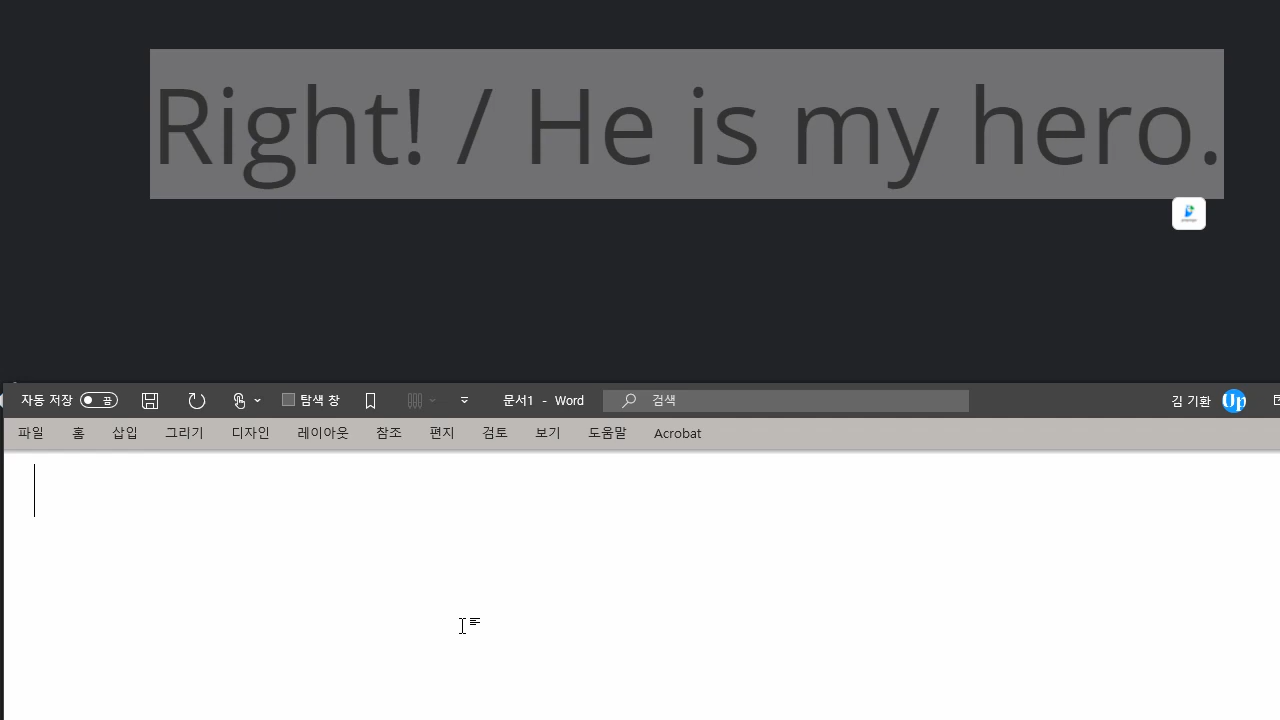 Right! / He is my hero.
자동 저장 끔 탐색 창 문서1 - Word 검색 김 기환 Up
파일 홈 삽입 그리기 디자인 레이아웃 참조 편지 검토 보기 도움말 Acrobat